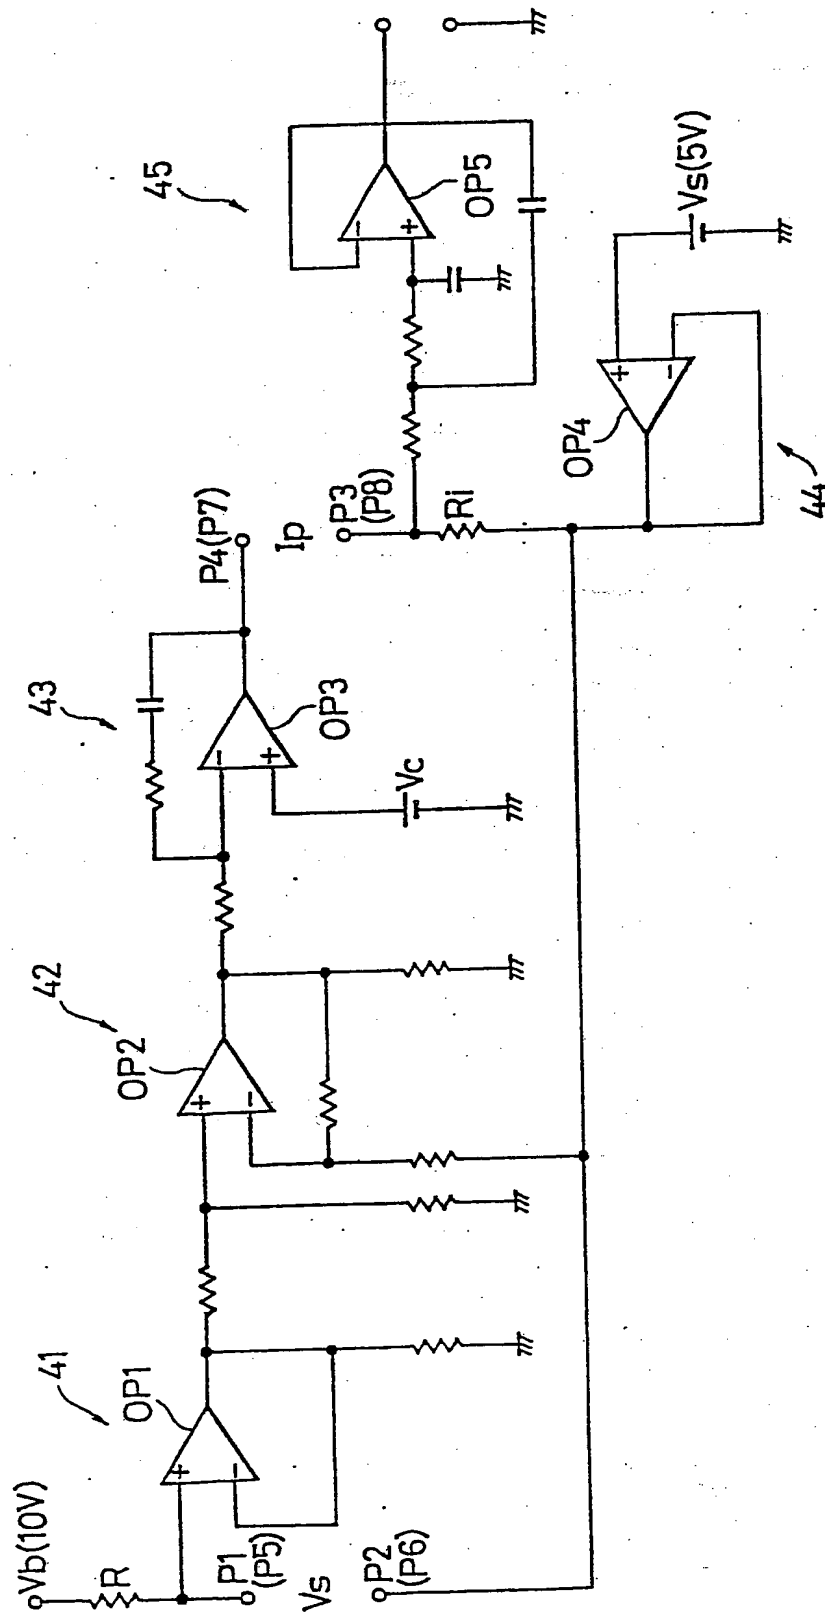 Vb(10V)
R
P1
(P5)
Vs
P2
(P6)
41
OP1
+
−
42
OP2
+
−
43
OP3
−
+
Vc
P4(P7)
Ip
P3
(P8)
Ri
44
OP4
+
−
Vs(5V)
45
OP5
−
+